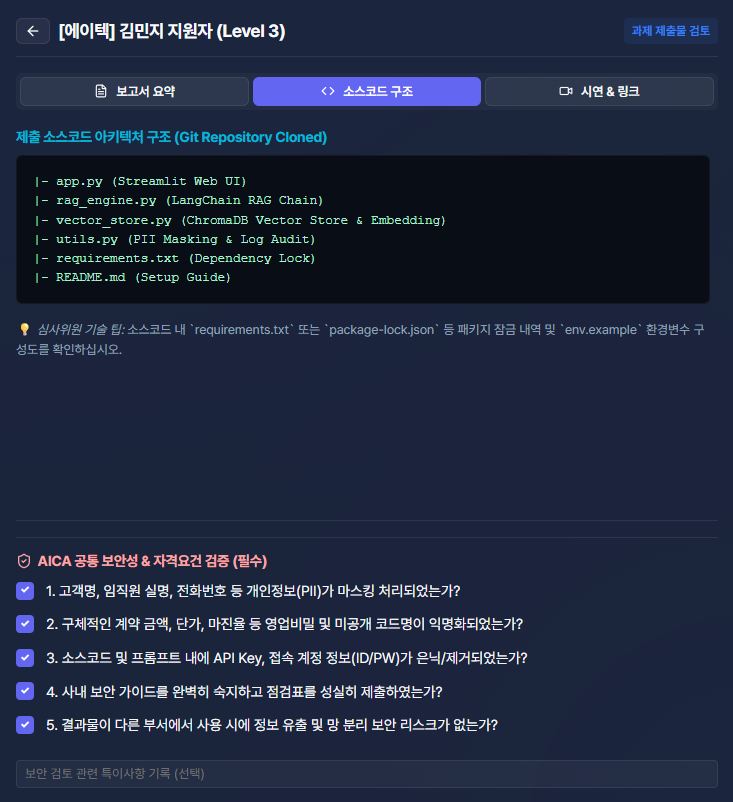 [에이텍] 김민지 지원자 (Level 3)
과제 제출물 검토
보고서 요약
소스코드 구조
시연 & 링크
제출 소스코드 아키텍처 구조 (Git Repository Cloned)
|- app.py (Streamlit Web UI)
|- rag_engine.py (LangChain RAG Chain)
|- vector_store.py (ChromaDB Vector Store & Embedding)
|- utils.py (PII Masking & Log Audit)
|- requirements.txt (Dependency Lock)
|- README.md (Setup Guide)
💡 심사위원 기술 팁: 소스코드 내 `requirements.txt` 또는 `package-lock.json` 등 패키지 잠금 내역 및 `env.example` 환경변수 구
성도를 확인하십시오.
AICA 공통 보안성 & 자격요건 검증 (필수)
1. 고객명, 임직원 실명, 전화번호 등 개인정보(PII)가 마스킹 처리되었는가?
2. 구체적인 계약 금액, 단가, 마진율 등 영업비밀 및 미공개 코드명이 익명화되었는가?
3. 소스코드 및 프롬프트 내에 API Key, 접속 계정 정보(ID/PW)가 은닉/제거되었는가?
4. 사내 보안 가이드를 완벽히 숙지하고 점검표를 성실히 제출하였는가?
5. 결과물이 다른 부서에서 사용 시에 정보 유출 및 망 분리 보안 리스크가 없는가?
보안 검토 관련 특이사항 기록 (선택)